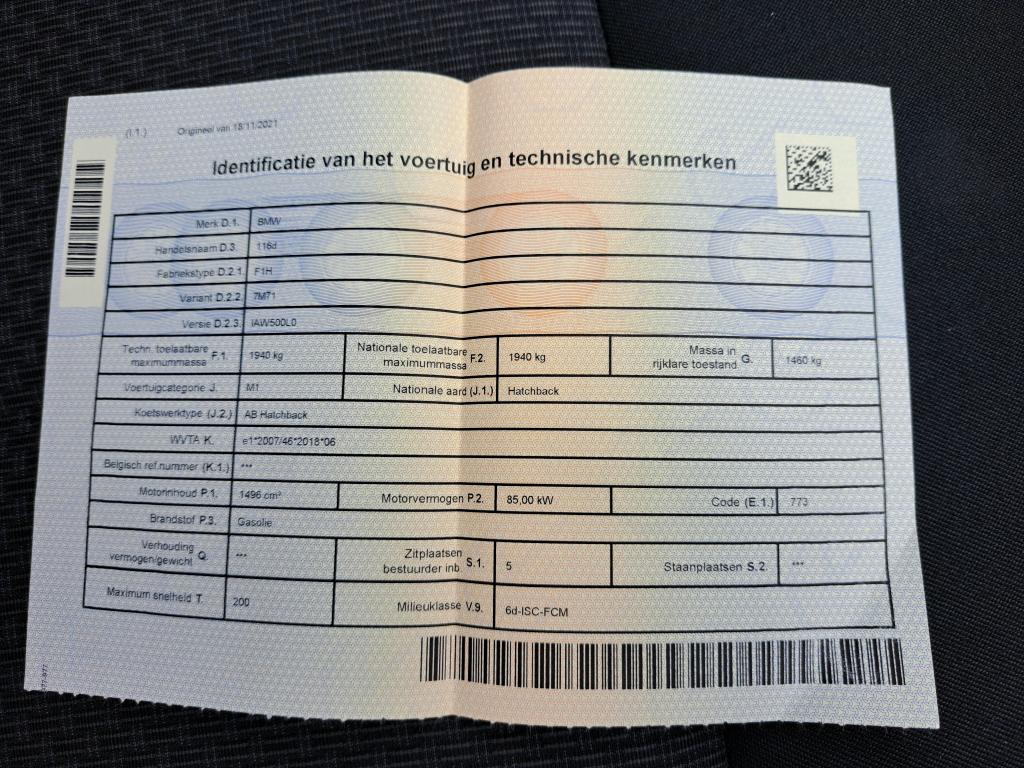 (I.1.) Origineel van 18/11/2021
Identificatie van het voertuig en technische kenmerken
Merk D.1. BMW
Handelsnaam D.3. 116d
Fabriekstype D.2.1. F1H
Variant D.2.2. 7M71
Versie D.2.3. IAW500L0
Techn. toelaatbare maximummassa F.1. 1940 kg Nationale toelaatbare maximummassa F.2. 1940 kg Massa in rijklare toestand G. 1460 kg
Voertuigcategorie J. M1 Nationale aard (J.1.) Hatchback
Koetswerktype (J.2.) AB Hatchback
WVTA K. e1*2007/46*2018*06
Belgisch ref.nummer (K.1.) ***
Motorinhoud P.1. 1496 cm³ Motorvermogen P.2. 85,00 kW Code (E.1.) 773
Brandstof P.3. Gasolie
Verhouding vermogen/gewicht Q. *** Zitplaatsen bestuurder inb. S.1. 5 Staanplaatsen S.2. ***
Maximum snelheid T. 200 Milieuklasse V.9. 6d-ISC-FCM